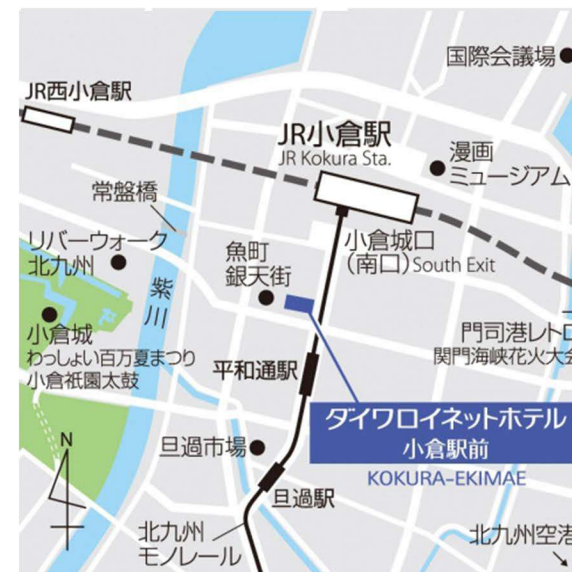 国際会議場
JR西小倉駅
JR小倉駅
JR Kokura Sta.
漫画
ミュージアム
常盤橋
リバーウォーク
北九州
魚町
銀天街
小倉城口
(南口) South Exit
紫川
小倉城
わっしょい百万夏まつり
小倉祇園太鼓
門司港レトロ
関門海峡花火大会
平和通駅
ダイワロイネットホテル
小倉駅前
KOKURA-EKIMAE
旦過市場
旦過駅
N
北九州
モノレール
北九州空港